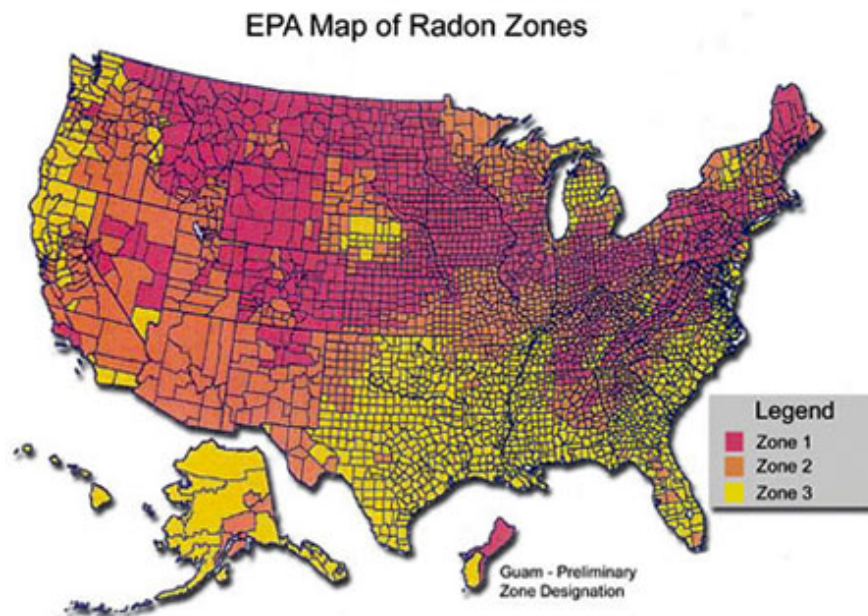 EPA Map of Radon Zones
Legend
Zone 1
Zone 2
Zone 3
Guam - Preliminary
Zone Designation